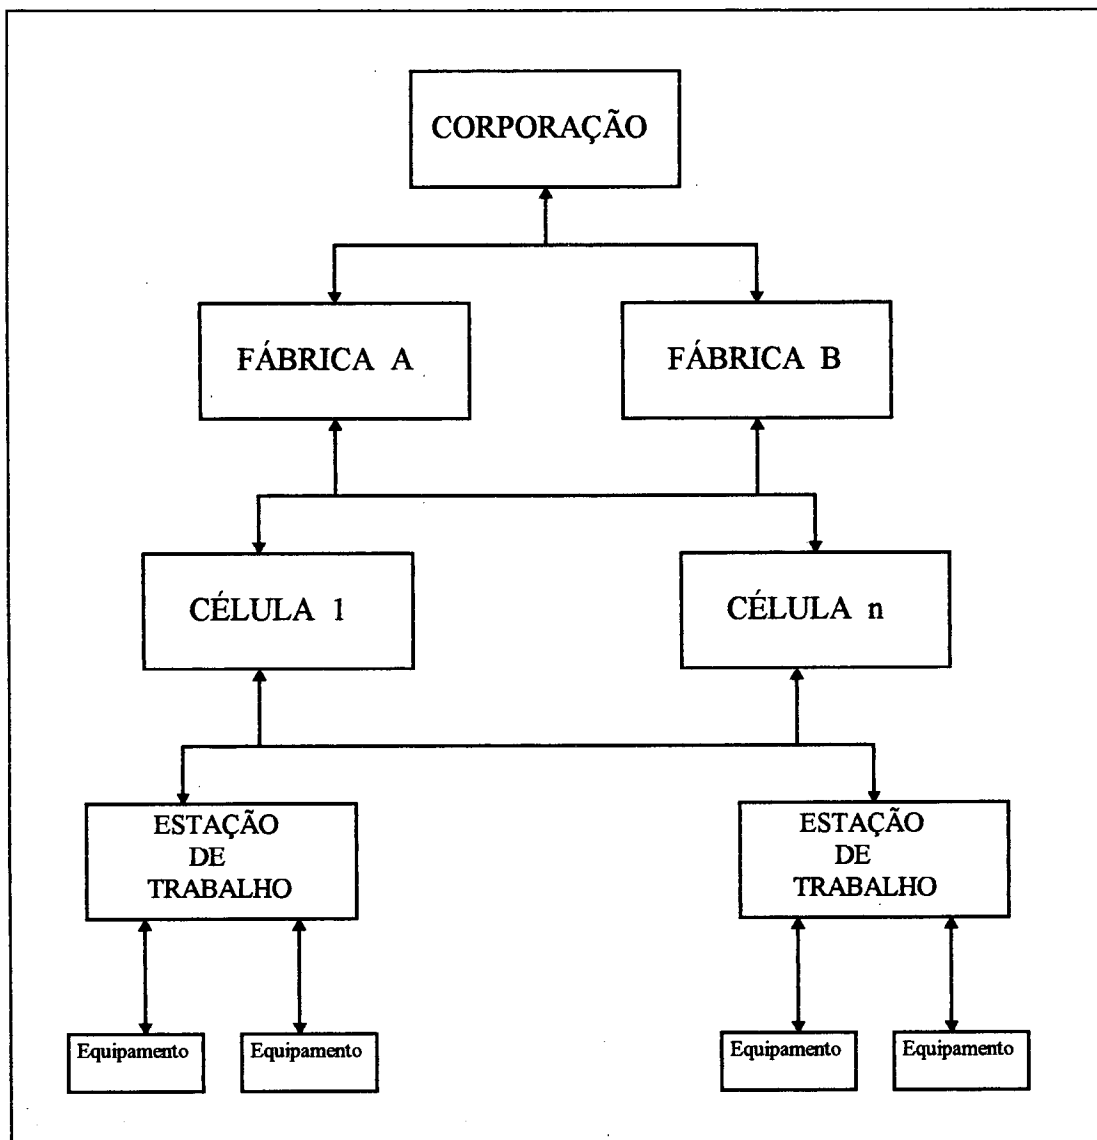 CORPORAÇÃO
FÁBRICA A
FÁBRICA B
CÉLULA 1
CÉLULA n
ESTAÇÃO
DE
TRABALHO
ESTAÇÃO
DE
TRABALHO
Equipamento
Equipamento
Equipamento
Equipamento